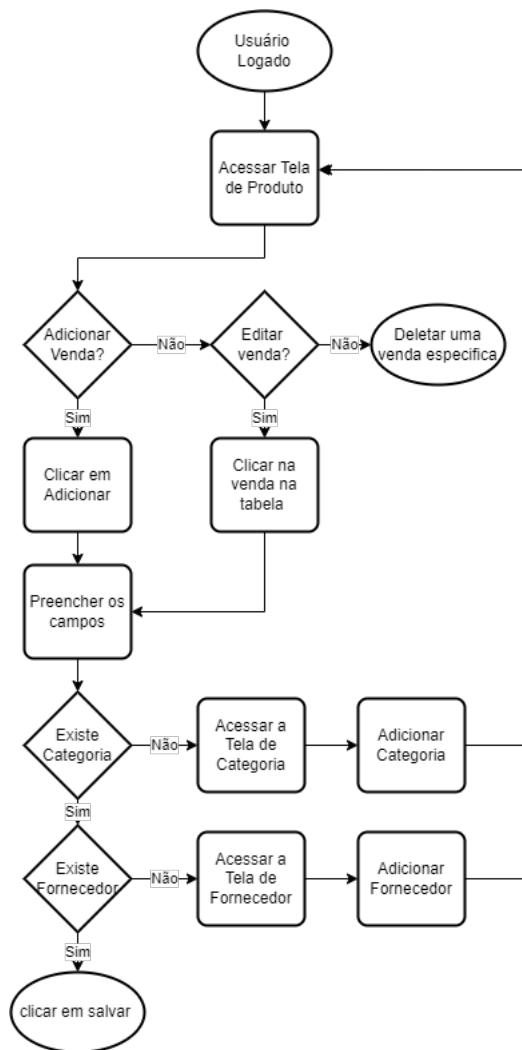 Usuário
Logado
Acessar Tela
de Produto
Adicionar
Venda?
Não
Editar
venda?
Não
Deletar uma
venda especifica
Sim
Sim
Clicar em
Adicionar
Clicar na
venda na
tabela
Preencher os
campos
Existe
Categoria
Não
Acessar a
Tela de
Categoria
Adicionar
Categoria
Sim
Existe
Fornecedor
Não
Acessar a
Tela de
Fornecedor
Adicionar
Fornecedor
Sim
clicar em salvar